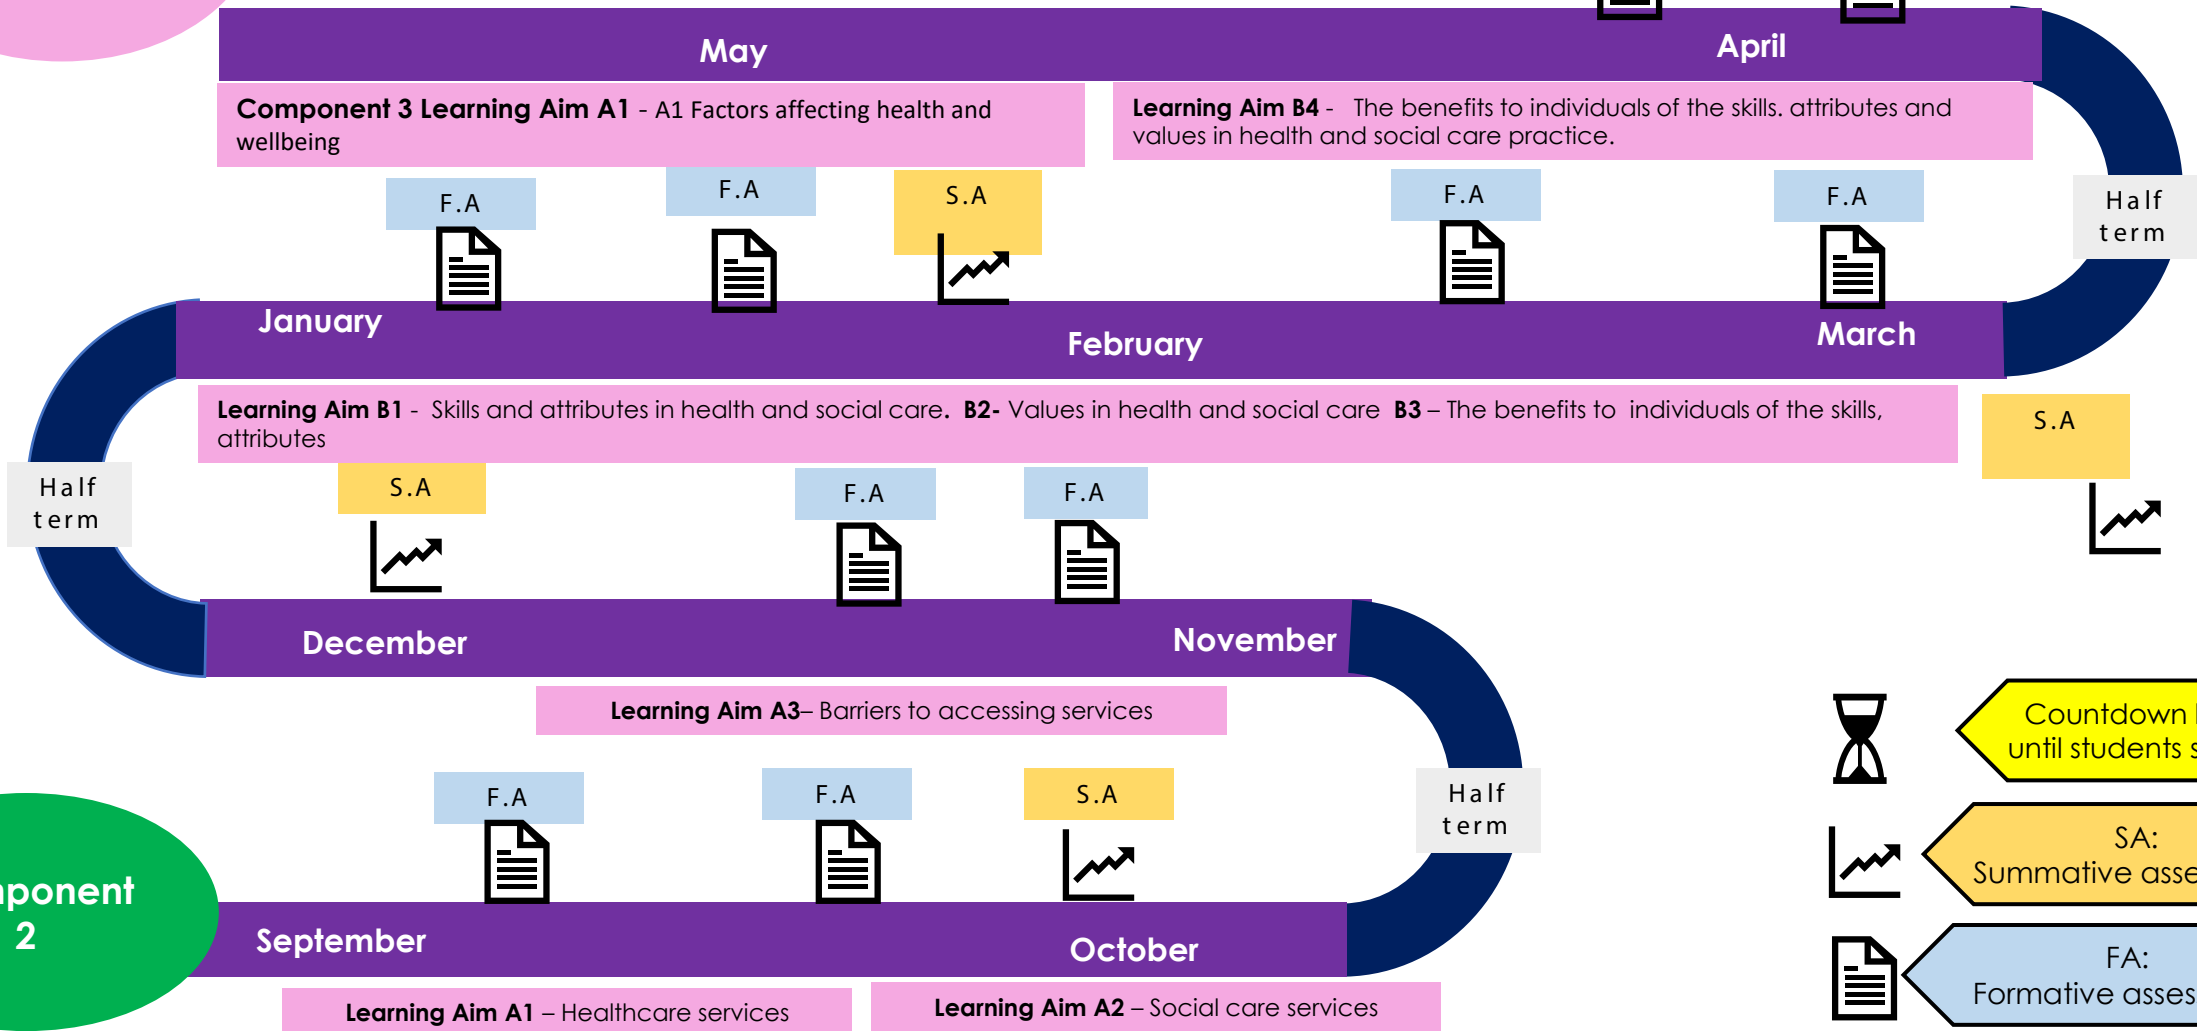 May
April
Component 3 Learning Aim A1 - A1 Factors affecting health and
wellbeing
Learning Aim B4 - The benefits to individuals of the skills. attributes and
values in health and social care practice.
F.A
F.A
S.A
F.A
F.A
Half
term
January
February
March
Learning Aim B1 - Skills and attributes in health and social care. B2- Values in health and social care B3 – The benefits to individuals of the skills,
attributes
S.A
Half
term
S.A
F.A
F.A
December
November
Learning Aim A3– Barriers to accessing services
Countdown
until students
F.A
F.A
S.A
Half
term
SA:
Summative asse
mponent
2
September
October
FA:
Formative asses
Learning Aim A1 – Healthcare services
Learning Aim A2 – Social care services